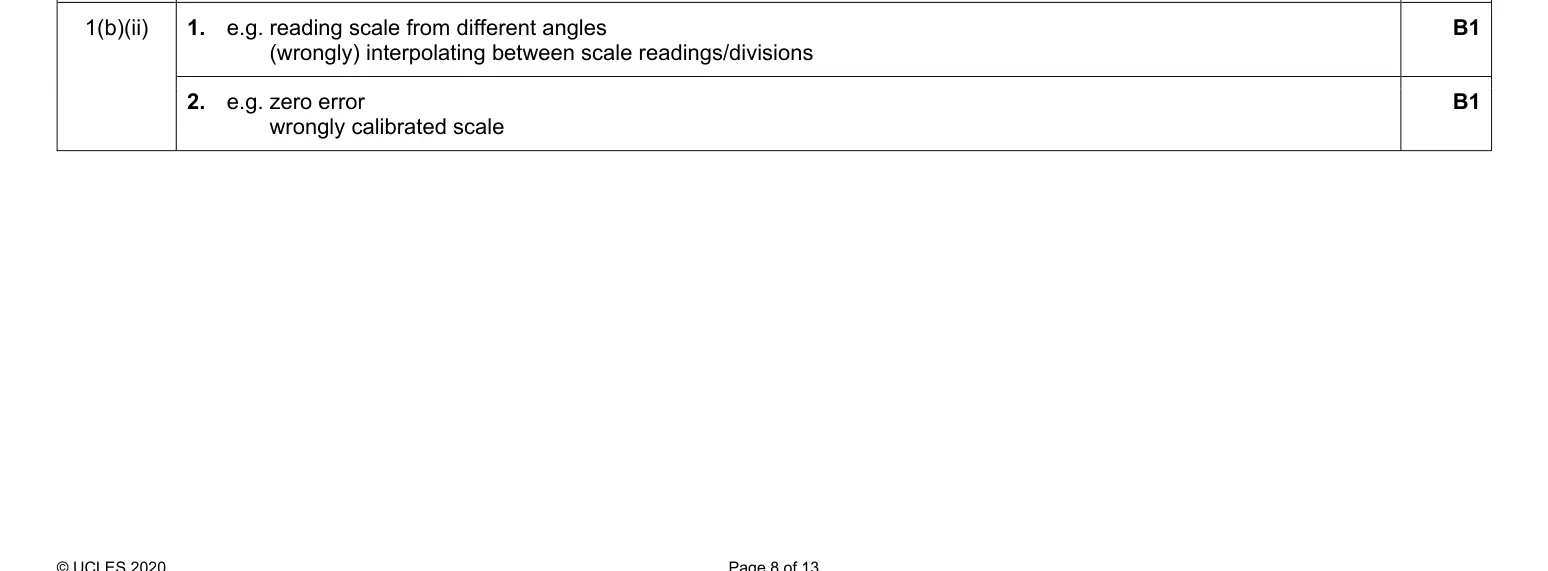 1(b)(ii) 1. e.g. reading scale from different angles B1
(wrongly) interpolating between scale readings/divisions
2. e.g. zero error B1
wrongly calibrated scale
© UCLES 2020 Page 8 of 13